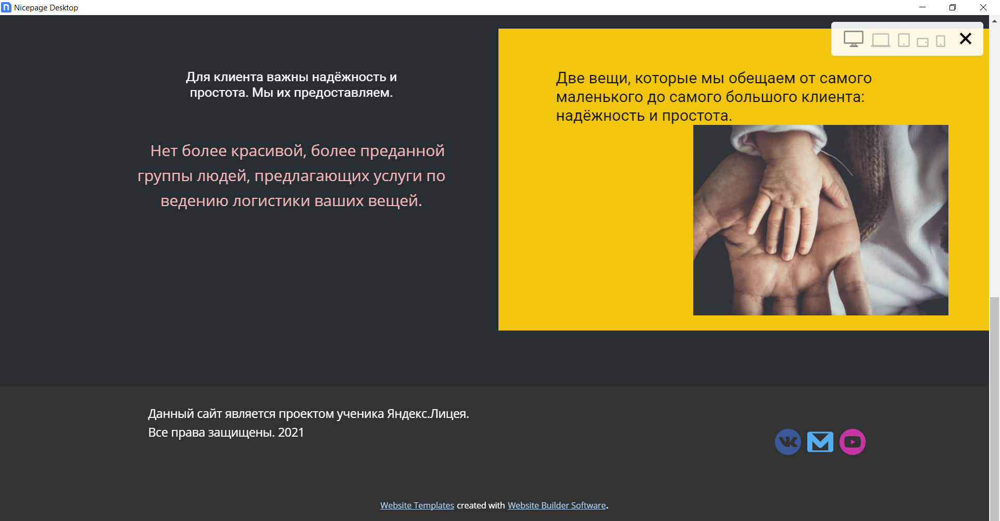 Nicepage Desktop
Для клиента важны надёжность и
простота. Мы их предоставляем.
Нет более красивой, более преданной
группы людей, предлагающих услуги по
ведению логистики ваших вещей.
Две вещи, которые мы обещаем от самого
маленького до самого большого клиента:
надёжность и простота.
Данный сайт является проектом ученика Яндекс.Лицея.
Все права защищены. 2021
Website Templates created with Website Builder Software.